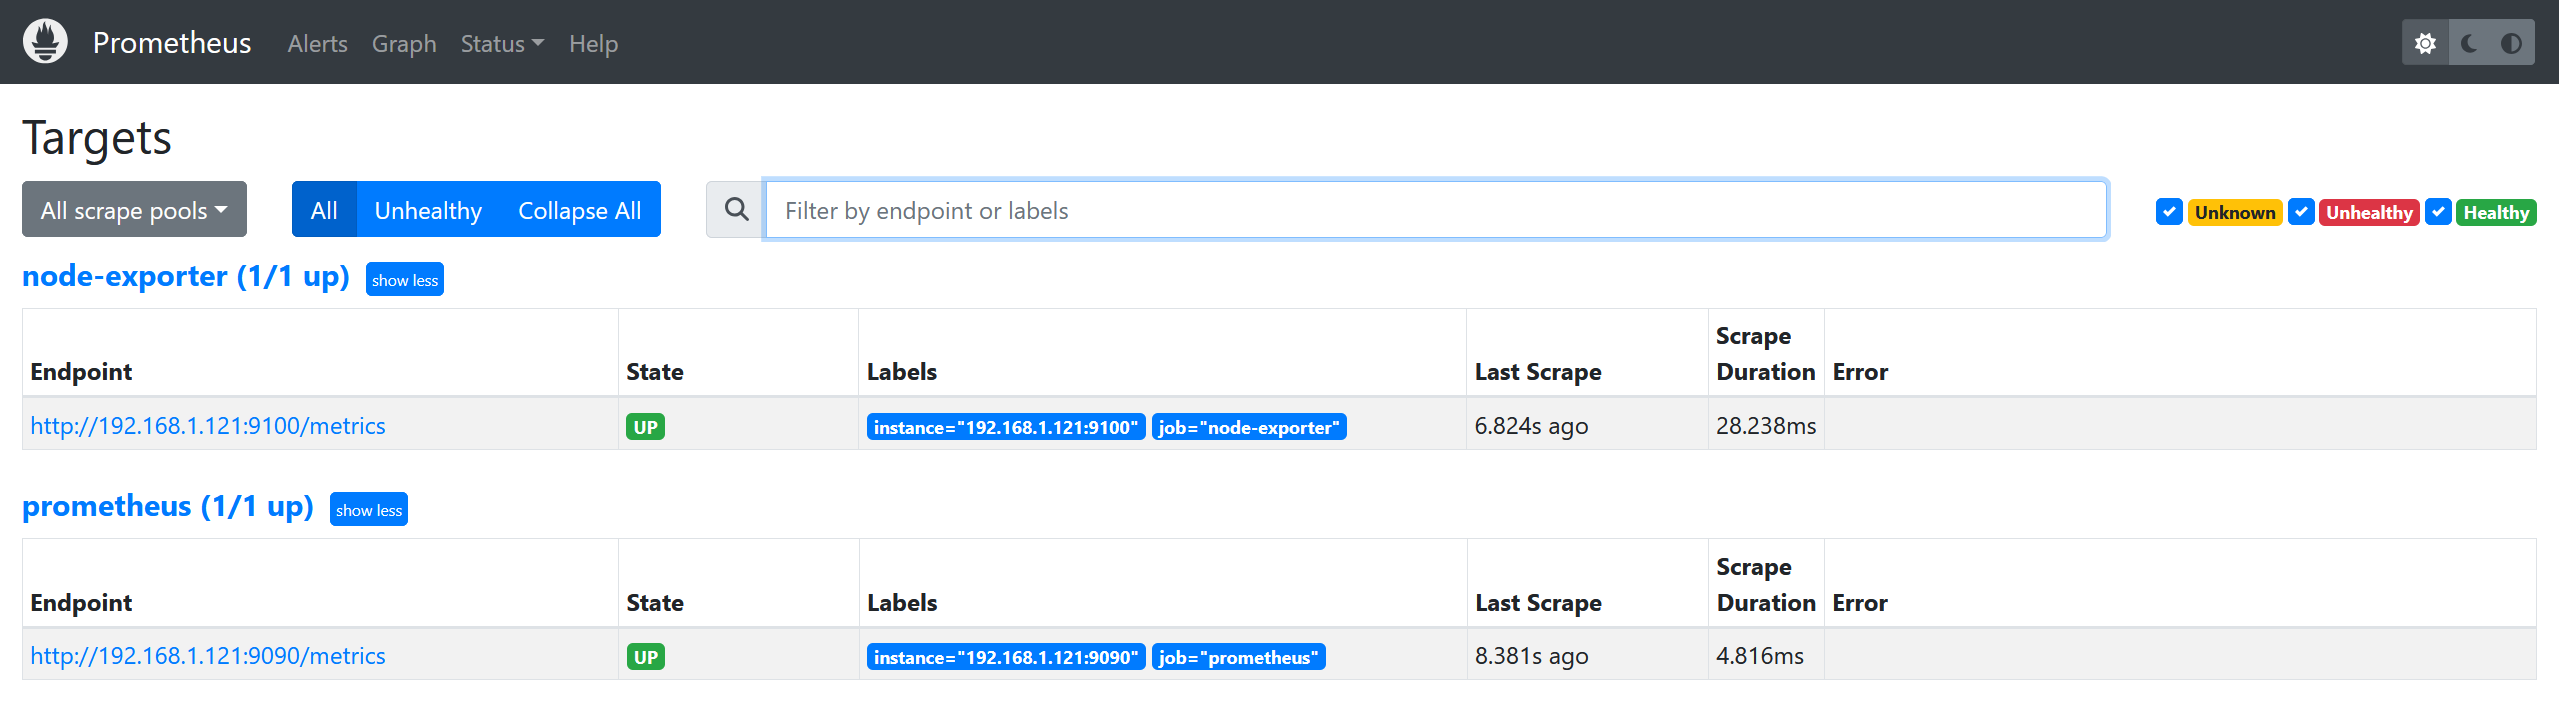 Prometheus Alerts Graph Status Help
Targets
All scrape pools All Unhealthy Collapse All Filter by endpoint or labels Unknown Unhealthy Healthy
node-exporter (1/1 up) show less
Endpoint State Labels Last Scrape Scrape Duration Error
http://192.168.1.121:9100/metrics UP instance="192.168.1.121:9100" job="node-exporter" 6.824s ago 28.238ms
prometheus (1/1 up) show less
Endpoint State Labels Last Scrape Scrape Duration Error
http://192.168.1.121:9090/metrics UP instance="192.168.1.121:9090" job="prometheus" 8.381s ago 4.816ms